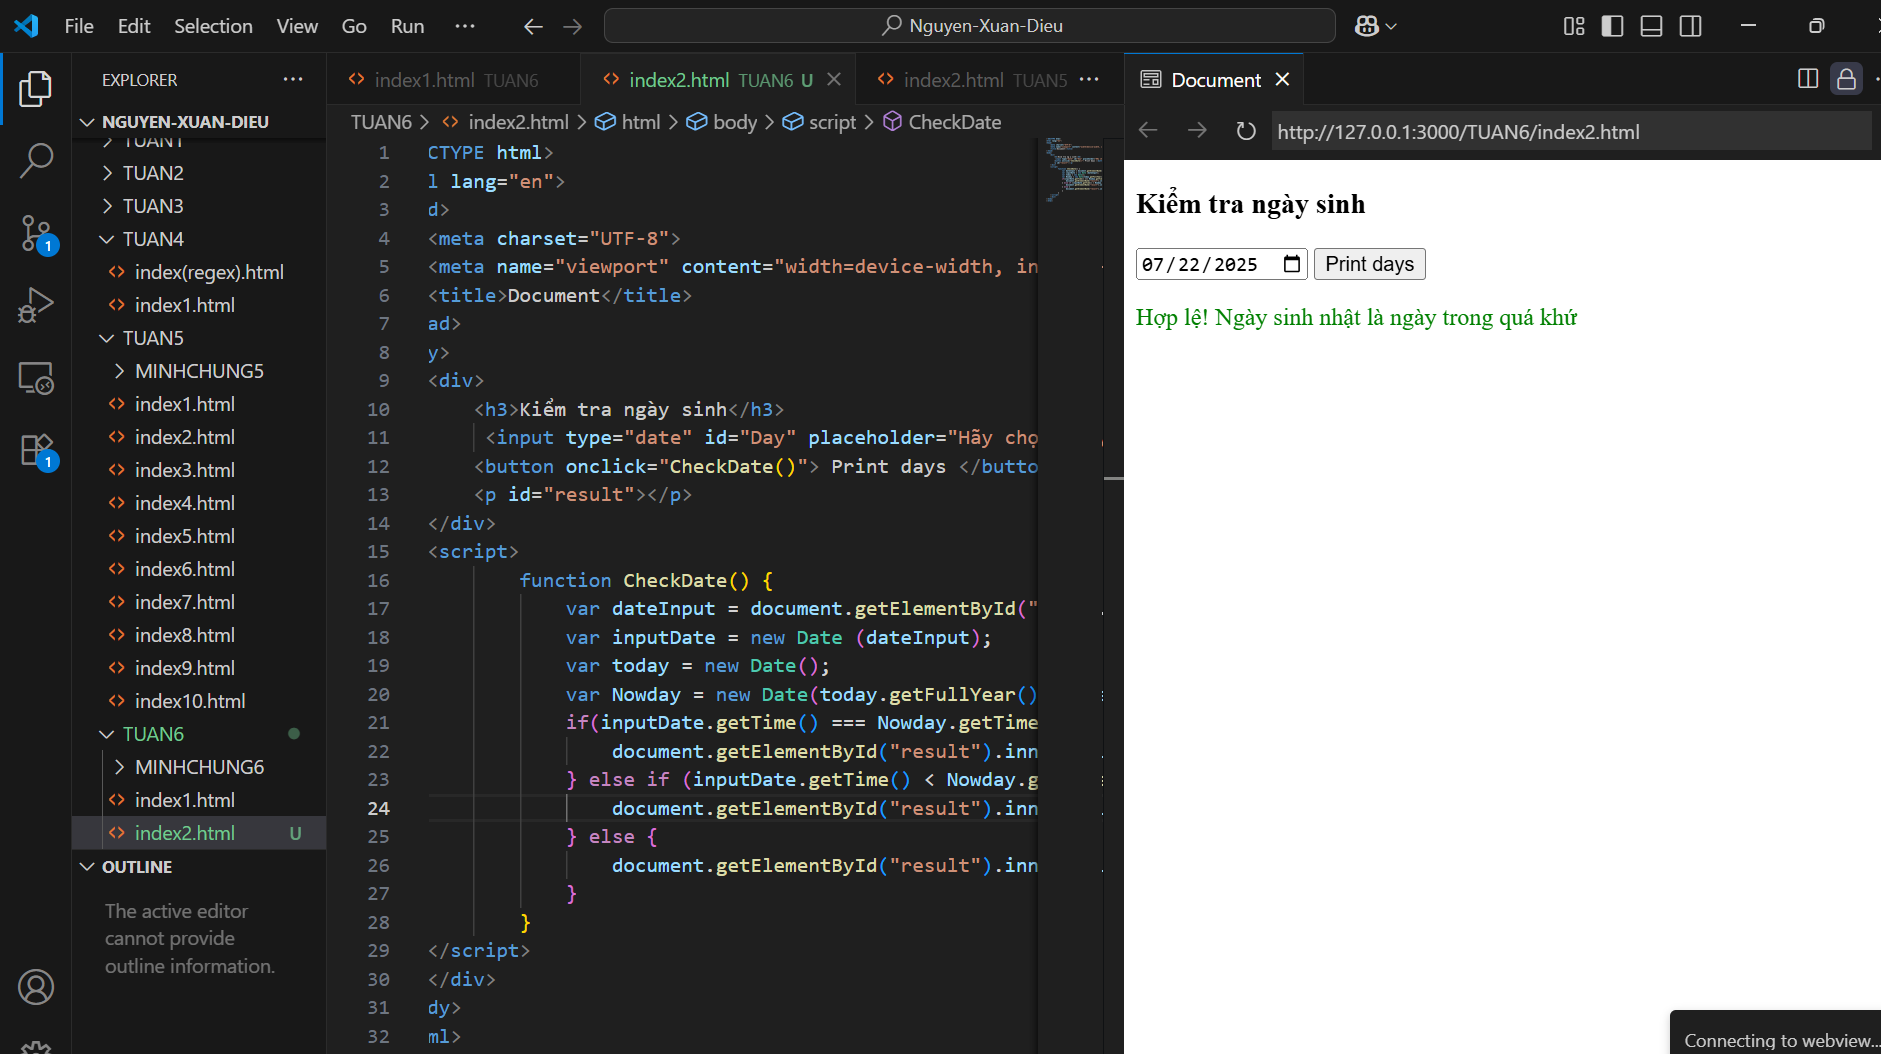 File Edit Selection View Go Run ··· Nguyen-Xuan-Dieu
EXPLORER ···
NGUYEN-XUAN-DIEU
TUAN1
TUAN2
TUAN3
TUAN4
index(regex).html
index1.html
TUAN5
MINHCHUNG5
index1.html
index2.html
index3.html
index4.html
index5.html
index6.html
index7.html
index8.html
index9.html
index10.html
TUAN6
MINHCHUNG6
index1.html
index2.html U
OUTLINE
The active editor
cannot provide
outline information.
1
1
index1.html TUAN6 index2.html TUAN6 U index2.html TUAN5 ···
TUAN6 > index2.html > html > body > script > CheckDate
1 CTYPE html>
2 l lang="en">
3 d>
4 <meta charset="UTF-8">
5 <meta name="viewport" content="width=device-width, in
6 <title>Document</title>
7 ad>
8 y>
9 <div>
10 <h3>Kiểm tra ngày sinh</h3>
11 <input type="date" id="Day" placeholder="Hãy chọ
12 <button onclick="CheckDate()"> Print days </butto
13 <p id="result"></p>
14 </div>
15 <script>
16 function CheckDate() {
17 var dateInput = document.getElementById("
18 var inputDate = new Date (dateInput);
19 var today = new Date();
20 var Nowday = new Date(today.getFullYear()
21 if(inputDate.getTime() === Nowday.getTime
22 document.getElementById("result").inn
23 } else if (inputDate.getTime() < Nowday.g
24 document.getElementById("result").inn
25 } else {
26 document.getElementById("result").inn
27 }
28 }
29 </script>
30 </div>
31 dy>
32 ml>
Document
http://127.0.0.1:3000/TUAN6/index2.html
Kiểm tra ngày sinh
07/22/2025 Print days
Hợp lệ! Ngày sinh nhật là ngày trong quá khứ
Connecting to webview...